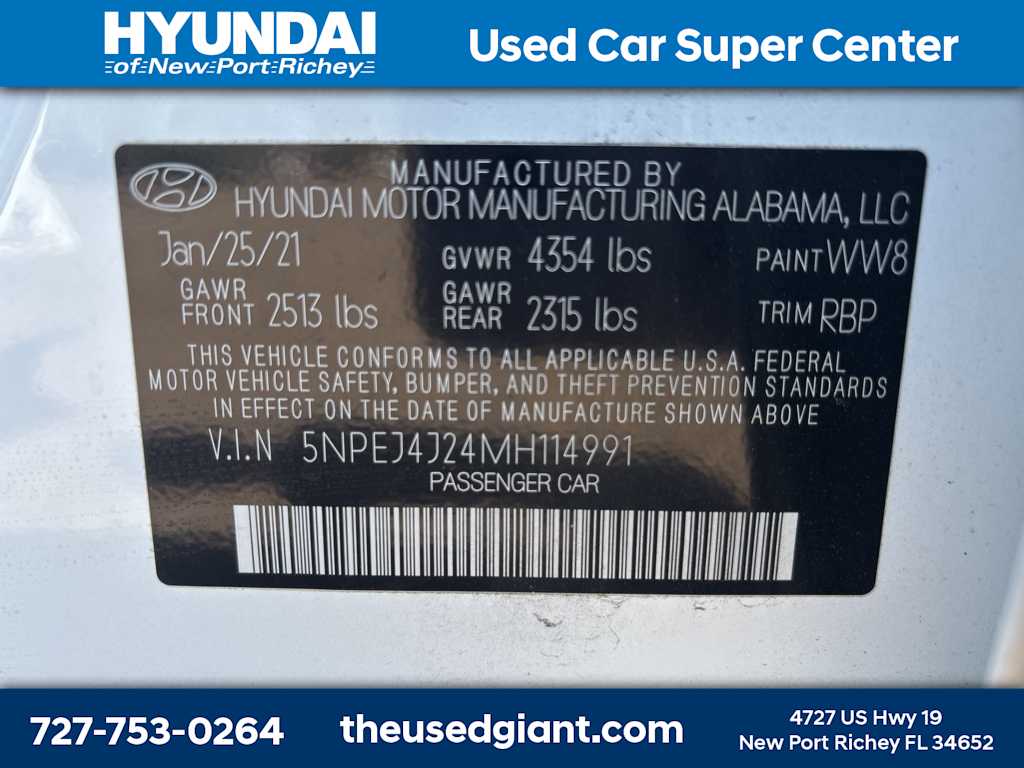 HYUNDAI
of New Port Richey
Used Car Super Center
MANUFACTURED BY
HYUNDAI MOTOR MANUFACTURING ALABAMA, LLC
Jan/25/21 GVWR 4354 lbs PAINT WW8
GAWR FRONT 2513 lbs GAWR REAR 2315 lbs TRIM RBP
THIS VEHICLE CONFORMS TO ALL APPLICABLE U.S.A. FEDERAL
MOTOR VEHICLE SAFETY, BUMPER, AND THEFT PREVENTION STANDARDS
IN EFFECT ON THE DATE OF MANUFACTURE SHOWN ABOVE
V.I.N 5NPEJ4J24MH114991
PASSENGER CAR
727-753-0264
theusedgiant.com
4727 US Hwy 19
New Port Richey FL 34652